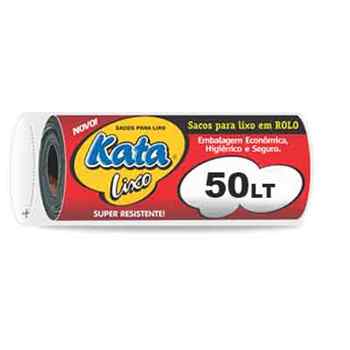 NOVO!
SACOS PARA LIXO
Kata
Lixo
SUPER RESISTENTE!
Sacos para lixo em ROLO
Embalagem Econômica,
Higiênico e Seguro.
50LT